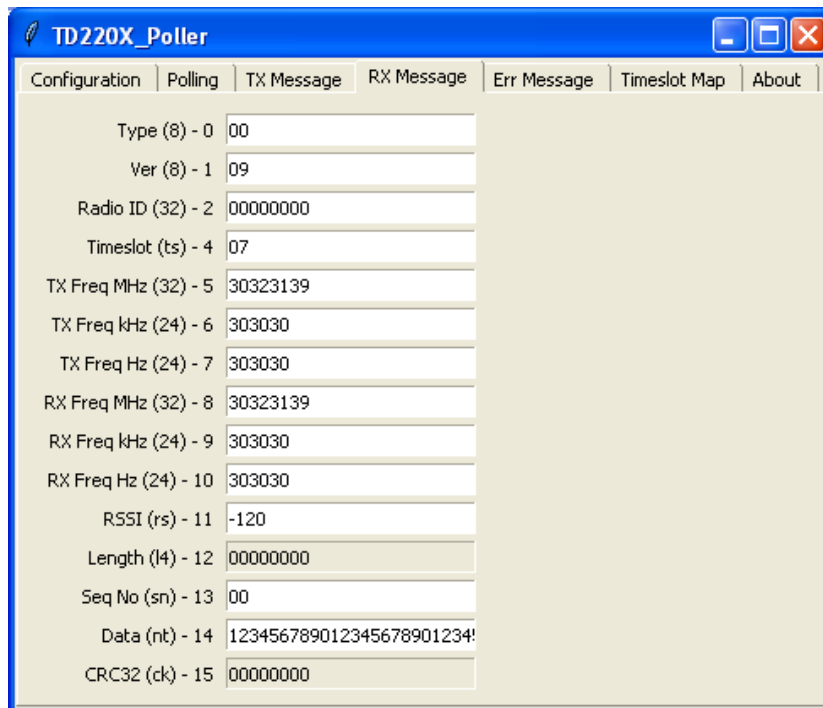 TD220X_Poller
Configuration Polling TX Message RX Message Err Message Timeslot Map About
Type (8) - 0 00
Ver (8) - 1 09
Radio ID (32) - 2 00000000
Timeslot (ts) - 4 07
TX Freq MHz (32) - 5 30323139
TX Freq kHz (24) - 6 303030
TX Freq Hz (24) - 7 303030
RX Freq MHz (32) - 8 30323139
RX Freq kHz (24) - 9 303030
RX Freq Hz (24) - 10 303030
RSSI (rs) - 11 -120
Length (l4) - 12 00000000
Seq No (sn) - 13 00
Data (nt) - 14 123456789012345678901234
CRC32 (ck) - 15 00000000